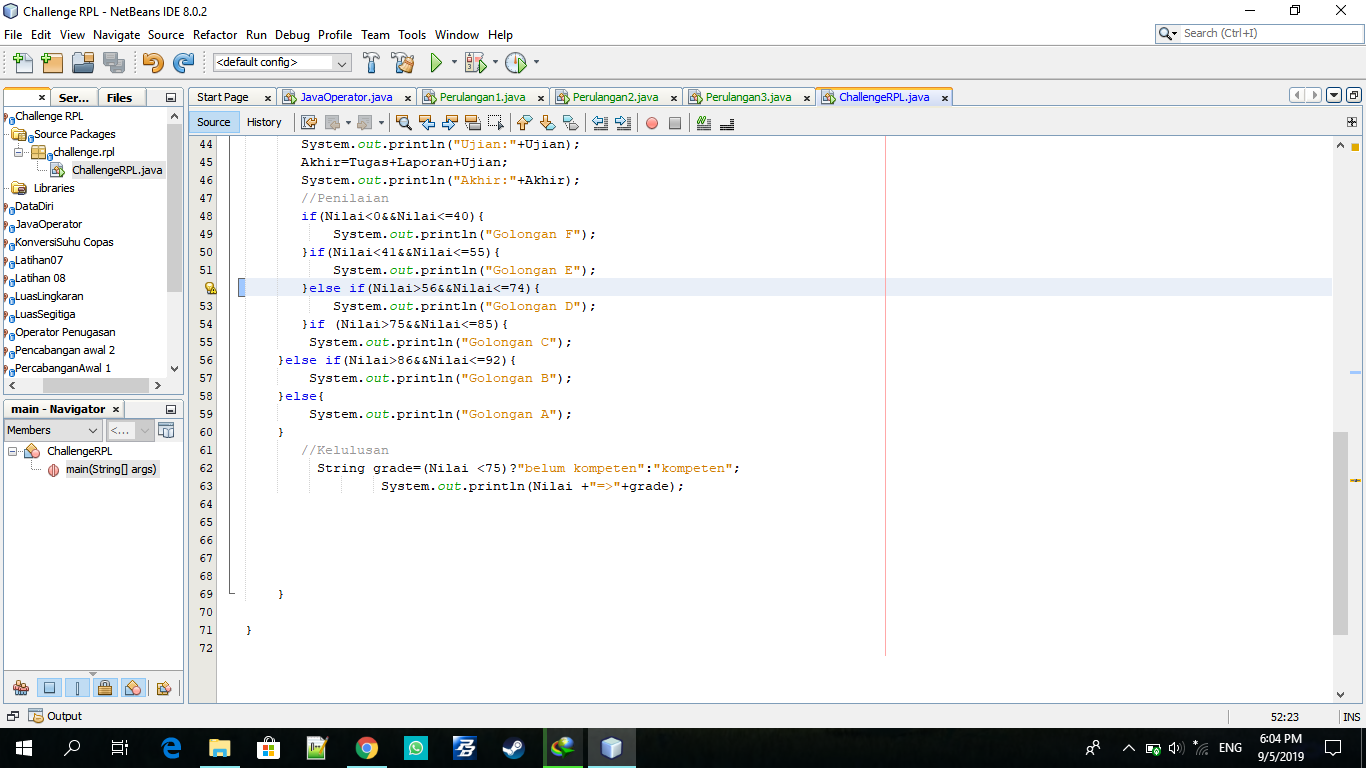 Challenge RPL - NetBeans IDE 8.0.2
File Edit View Navigate Source Refactor Run Debug Profile Team Tools Window Help
Search (Ctrl+I)
<default config>
Ser... Files
Start Page JavaOperator.java Perulangan1.java Perulangan2.java Perulangan3.java ChallengeRPL.java
Source History
Challenge RPL
Source Packages
challenge.rpl
ChallengeRPL.java
Libraries
DataDiri
JavaOperator
KonversiSuhu Copas
Latihan07
Latihan 08
LuasLingkaran
LuasSegitiga
Operator Penugasan
Pencabangan awal 2
PercabanganAwal 1
main - Navigator
Members <...
ChallengeRPL
main(String[] args)
44 System.out.println("Ujian:"+Ujian);
45 Akhir=Tugas+Laporan+Ujian;
46 System.out.println("Akhir:"+Akhir);
47 //Penilaian
48 if(Nilai<0&&Nilai<=40){
49 System.out.println("Golongan F");
50 }if(Nilai<41&&Nilai<=55){
51 System.out.println("Golongan E");
}else if(Nilai>56&&Nilai<=74){
53 System.out.println("Golongan D");
54 }if (Nilai>75&&Nilai<=85){
55 System.out.println("Golongan C");
56 }else if(Nilai>86&&Nilai<=92){
57 System.out.println("Golongan B");
58 }else{
59 System.out.println("Golongan A");
60 }
61 //Kelulusan
62 String grade=(Nilai <75)?"belum kompeten":"kompeten";
63 System.out.println(Nilai +"=>"+grade);
64
65
66
67
68
69 }
70
71 }
72
Output
52:23 INS
ENG
6:04 PM
9/5/2019